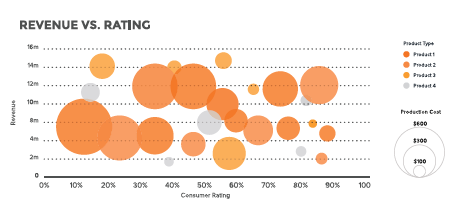 REVENUE VS. RATING
Product Type
Product 1
Product 2
Product 3
Product 4
Production Cost
$600
$300
$100
Revenue
16m
14m
12m
10m
8m
6m
4m
2m
0
0% 10% 20% 30% 40% 50% 60% 70% 80% 90% 100
Consumer Rating